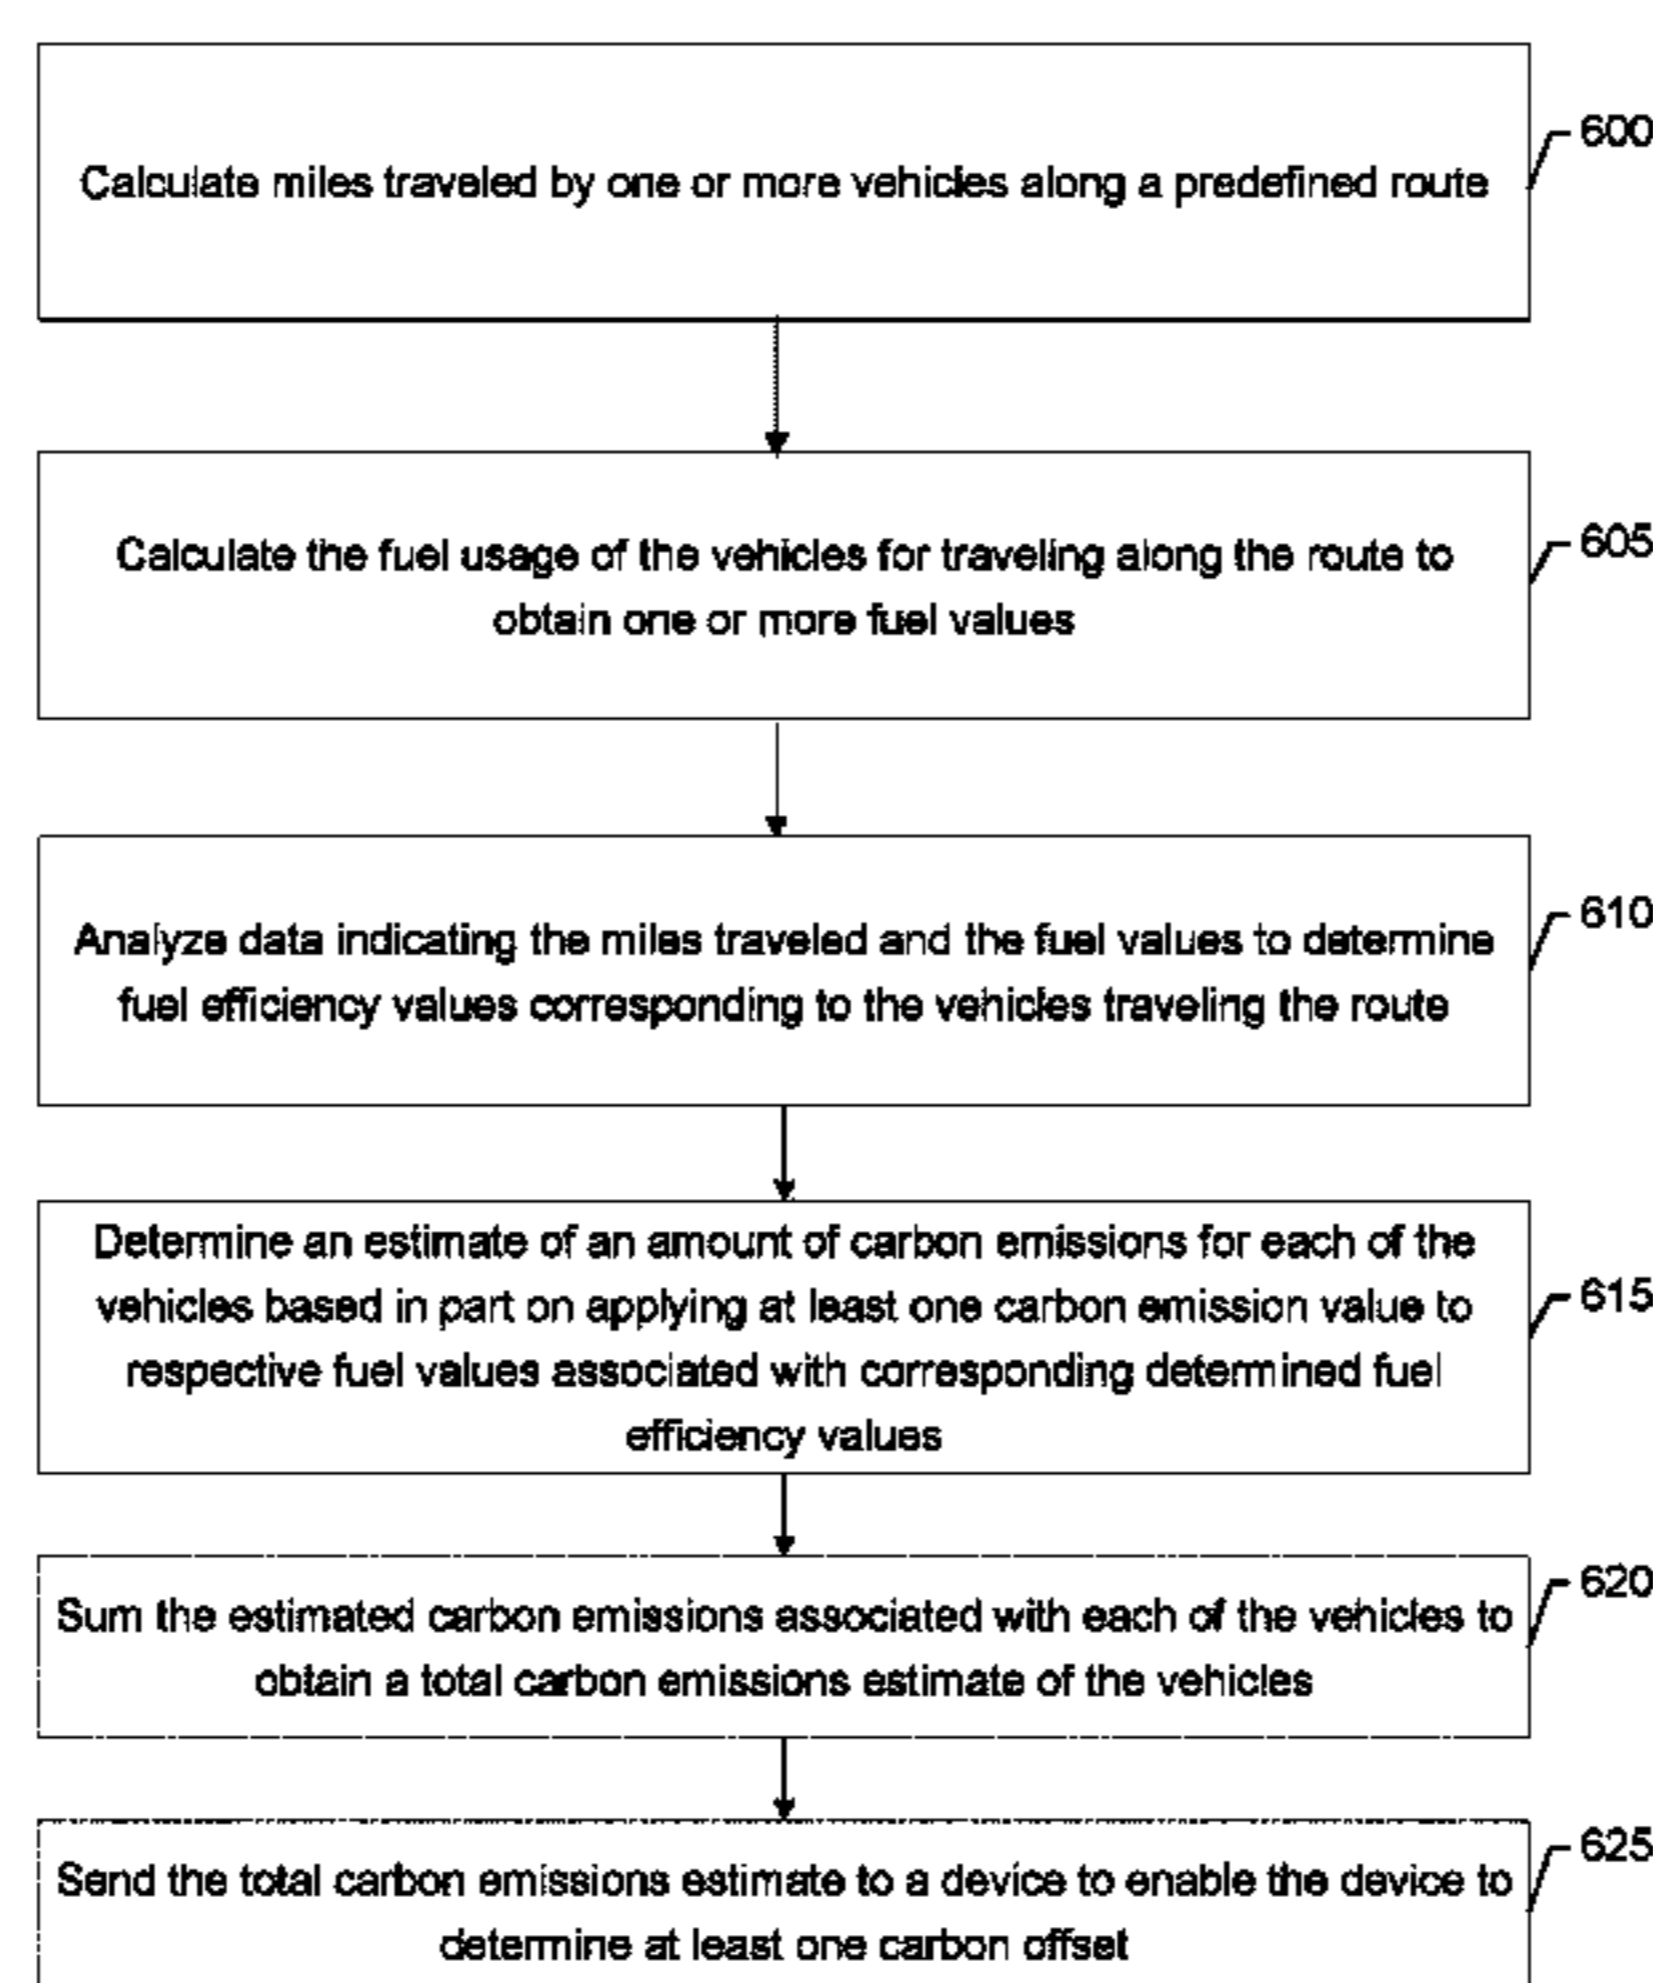 600
Calculate miles traveled by one or more vehicles along a predefined route
605
Calculate the fuel usage of the vehicles for traveling along the route to
obtain one or more fuel values
610
Analyze data indicating the miles traveled and the fuel values to determine
fuel efficiency values corresponding to the vehicles traveling the route
Determine an estimate of an amount of carbon emissions for each of the
615
vehicles based in part on applying at least one carbon emission value to
respective fuel values associated with corresponding determined fuel
efficiency values
620
Sum the estimated carbon emissions associated with each of the vehicles to
obtain a total carbon emissions estimate of the vehicles
625
Send the total carbon emissions estimate to a device to enable the device to
determine at least one carbon offset